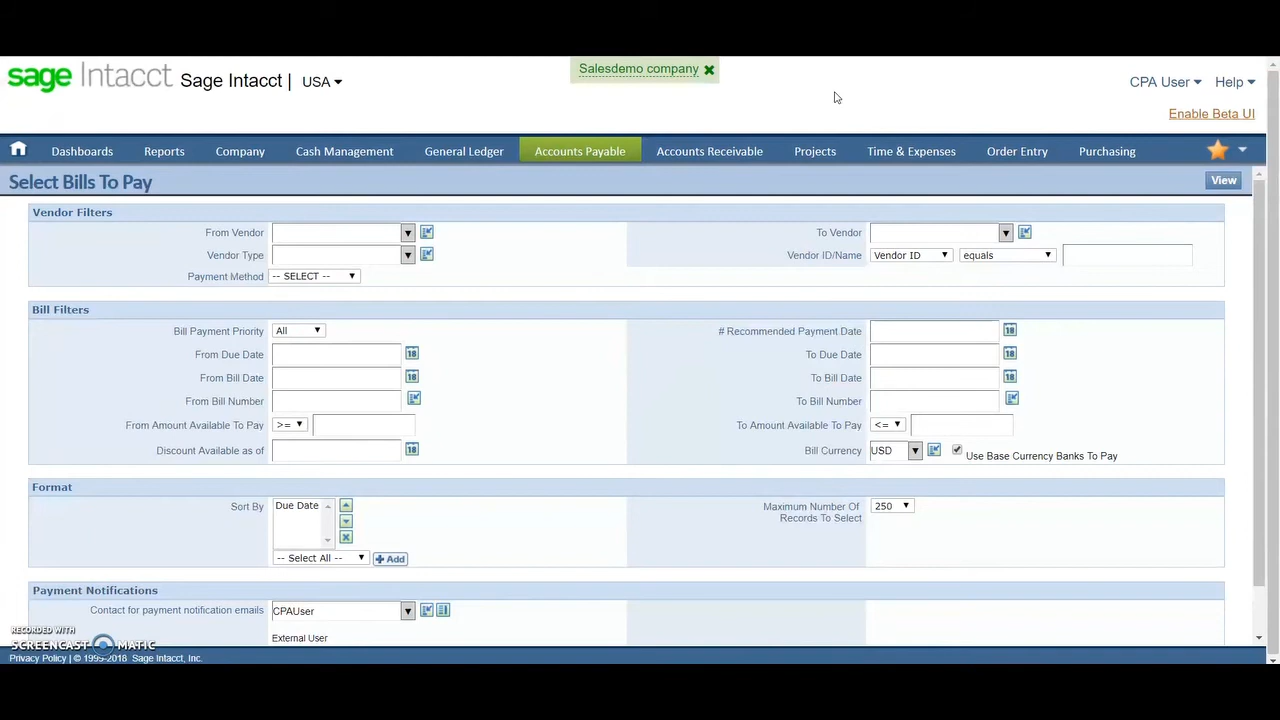 Salesdemo company ✖
sage Intacct Sage Intacct | USA
CPA User Help
Enable Beta UI
Dashboards Reports Company Cash Management General Ledger Accounts Payable Accounts Receivable Projects Time & Expenses Order Entry Purchasing
Select Bills To Pay View
Vendor Filters
From Vendor To Vendor
Vendor Type Vendor ID/Name Vendor ID equals
Payment Method -- SELECT --
Bill Filters
Bill Payment Priority All # Recommended Payment Date 18
From Due Date 18 To Due Date 18
From Bill Date 18 To Bill Date 18
From Bill Number To Bill Number
From Amount Available To Pay >= To Amount Available To Pay <=
Discount Available as of 18 Bill Currency USD Use Base Currency Banks To Pay
Format
Sort By Due Date Maximum Number Of 250
Records To Select
-- Select All -- Add
Payment Notifications
Contact for payment notification emails CPAUser
RECORDED WITH
External User
SCREENCAST MATIC
Privacy Policy | © 1999-2018 Sage Intacct, Inc.